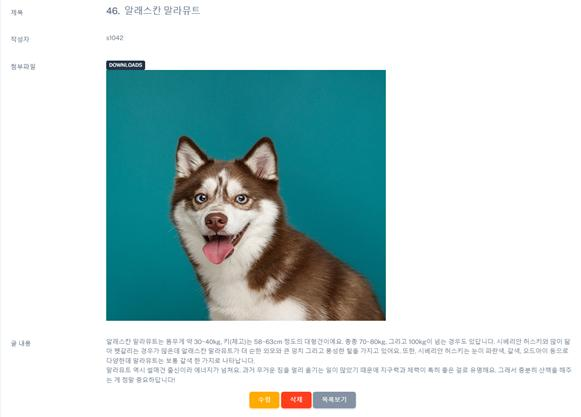 제목
46. 알래스칸 말라뮤트
작성자
s1042
첨부파일
DOWNLOADS
글 내용
알래스칸 말라뮤트는 몸무게 약 30~40kg, 키(체고)는 58~63cm 정도의 대형견이에요. 종종 70~80kg, 그리고 100kg이 넘는 경우도 있답니다. 시베리안 허스키와 많이 닮
아 헷갈리는 경우가 많은데 알래스칸 말라뮤트가 더 순한 외모와 큰 덩치 그리고 풍성한 털을 가지고 있어요. 또한, 시베리안 허스키는 눈이 파란색, 갈색, 오드아이 등으로
다양한데 말라뮤트는 보통 갈색 한 가지로 나타납니다.
말라뮤트 역시 썰매견 출신이라 에너지가 넘쳐요. 과거 무거운 짐을 멀리 옮기는 일이 많았기 때문에 지구력과 체력이 특히 좋은 걸로 유명해요. 그래서 충분히 산책을 해주
는 게 정말 중요하답니다!
수정
삭제
목록보기